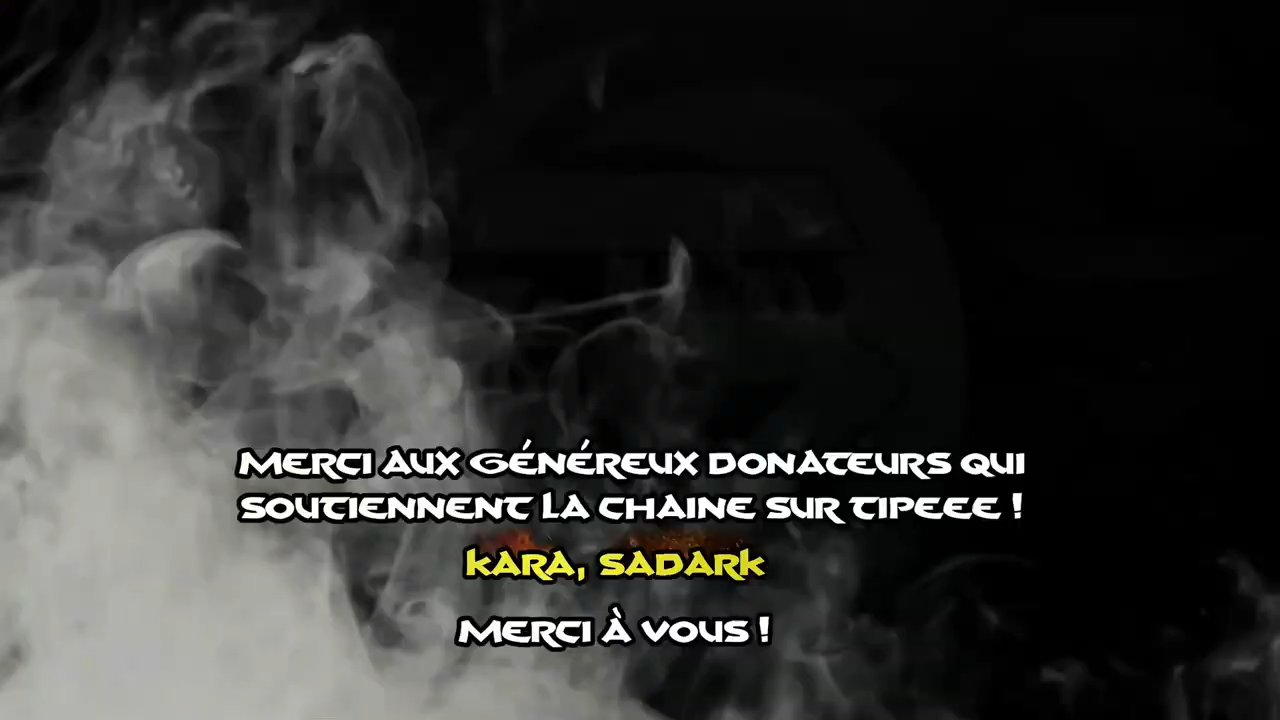 MERCI AUX GÉNÉREUX DONATEURS QUI
SOUTIENNENT LA CHAINE SUR TIPEEE !
KARA, SADARK
MERCI À VOUS !